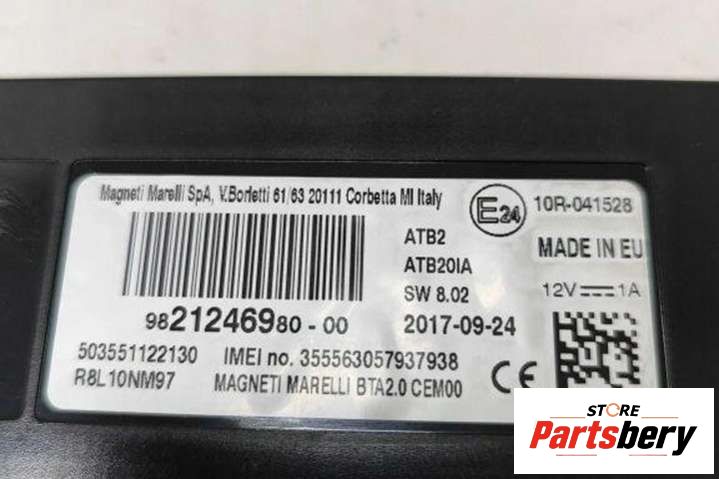 Magneti Marelli SpA, V.Borletti 61/63 20111 Corbetta MI Italy
E24
10R-041528
ATB2
MADE IN EU
ATB20IA
SW 8.02
12V 1A
9821246980-00
2017-09-24
503551122130 IMEI no. 355563057937938
R8L10NM97 MAGNETI MARELLI BTA2.0 CEM00
CE
STORE
Partsbery